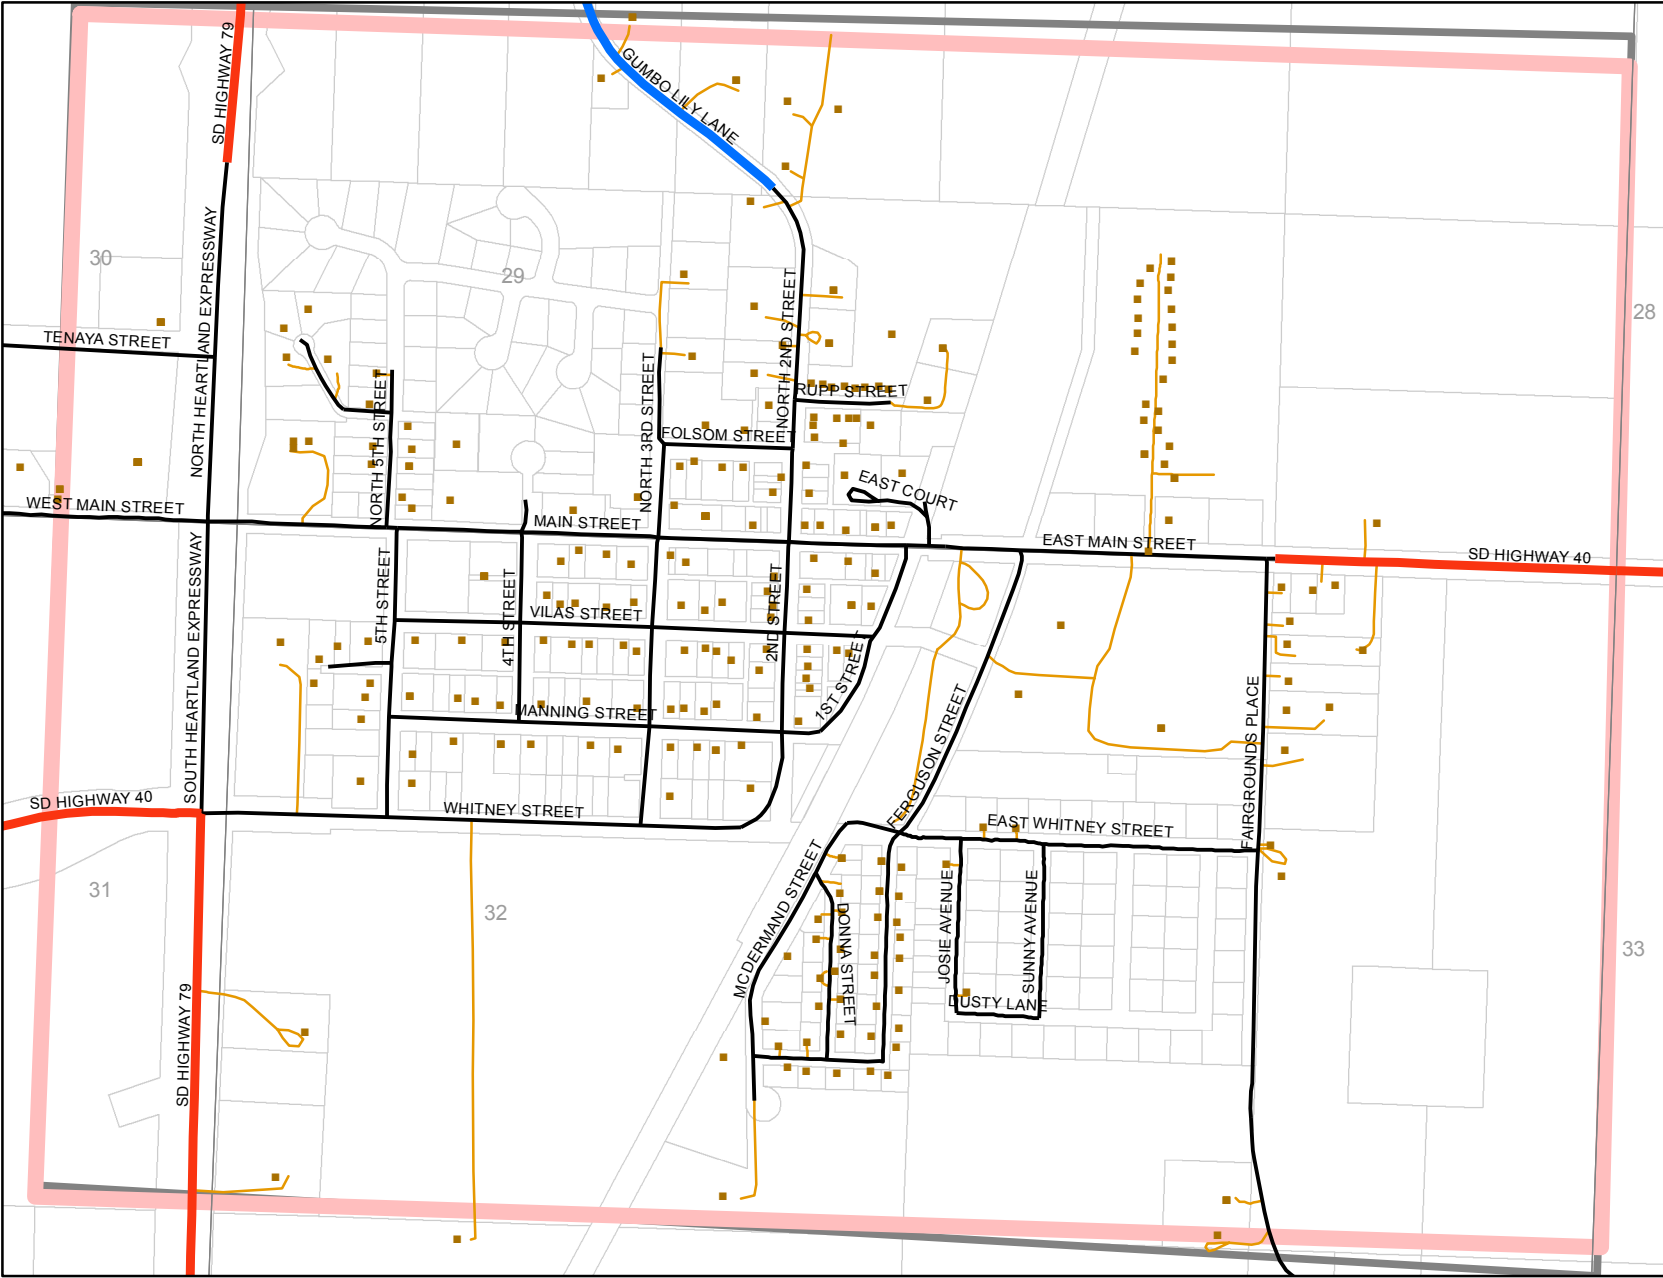 SD HIGHWAY 79
GUMBO LILY LANE
30
29
28
NORTH HEARTLAND EXPRESSWAY
TENAYA STREET
NORTH 2ND STREET
NORTH 3RD STREET
NORTH 5TH STREET
RUPP STREET
FOLSOM STREET
EAST COURT
WEST MAIN STREET
MAIN STREET
EAST MAIN STREET
SD HIGHWAY 40
SOUTH HEARTLAND EXPRESSWAY
5TH STREET
4TH STREET
2ND STREET
VILAS STREET
1ST STREET
MANNING STREET
FERGUSON STREET
FAIRGROUNDS PLACE
SD HIGHWAY 40
WHITNEY STREET
EAST WHITNEY STREET
31
32
33
MCDERMAND STREET
DONNA STREET
JOSIE AVENUE
SUNNY AVENUE
DUSTY LANE
SD HIGHWAY 79